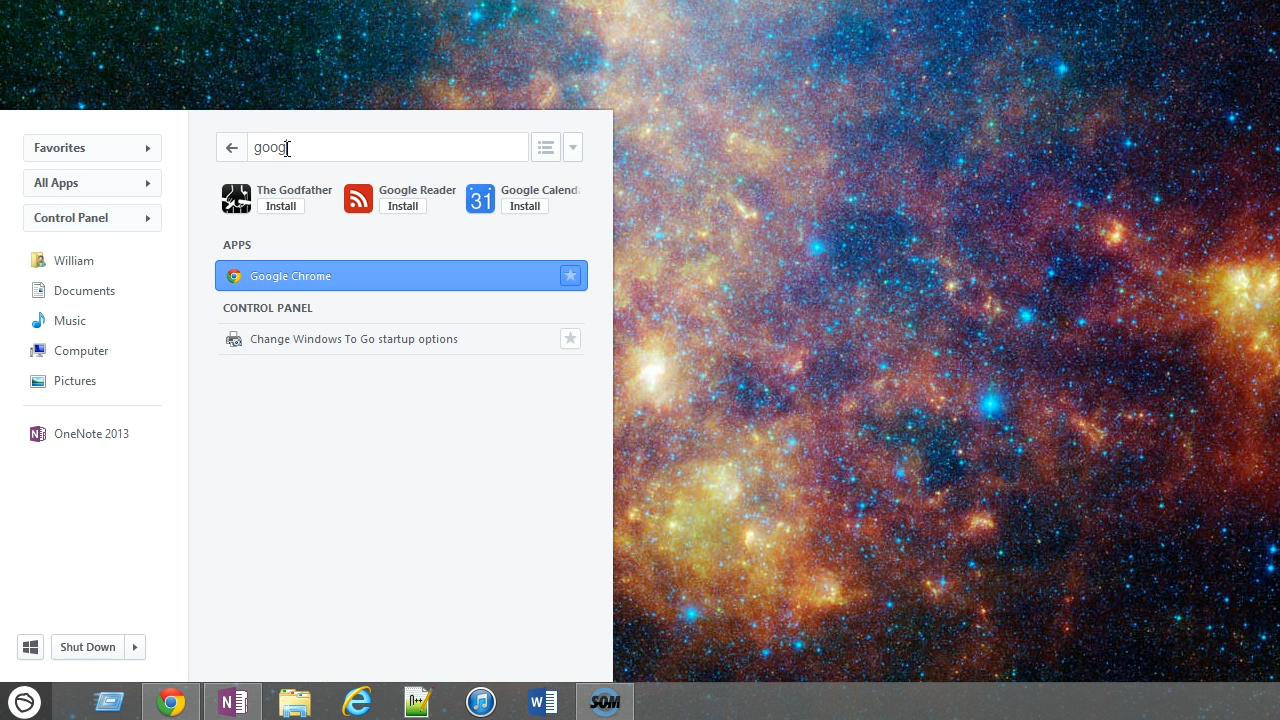 Favorites
All Apps
Control Panel
William
Documents
Music
Computer
Pictures
OneNote 2013
Shut Down
goog
The Godfather
Install
Google Reader
Install
31
Google Calend
Install
APPS
Google Chrome
CONTROL PANEL
Change Windows To Go startup options
N
N++
W
SOM